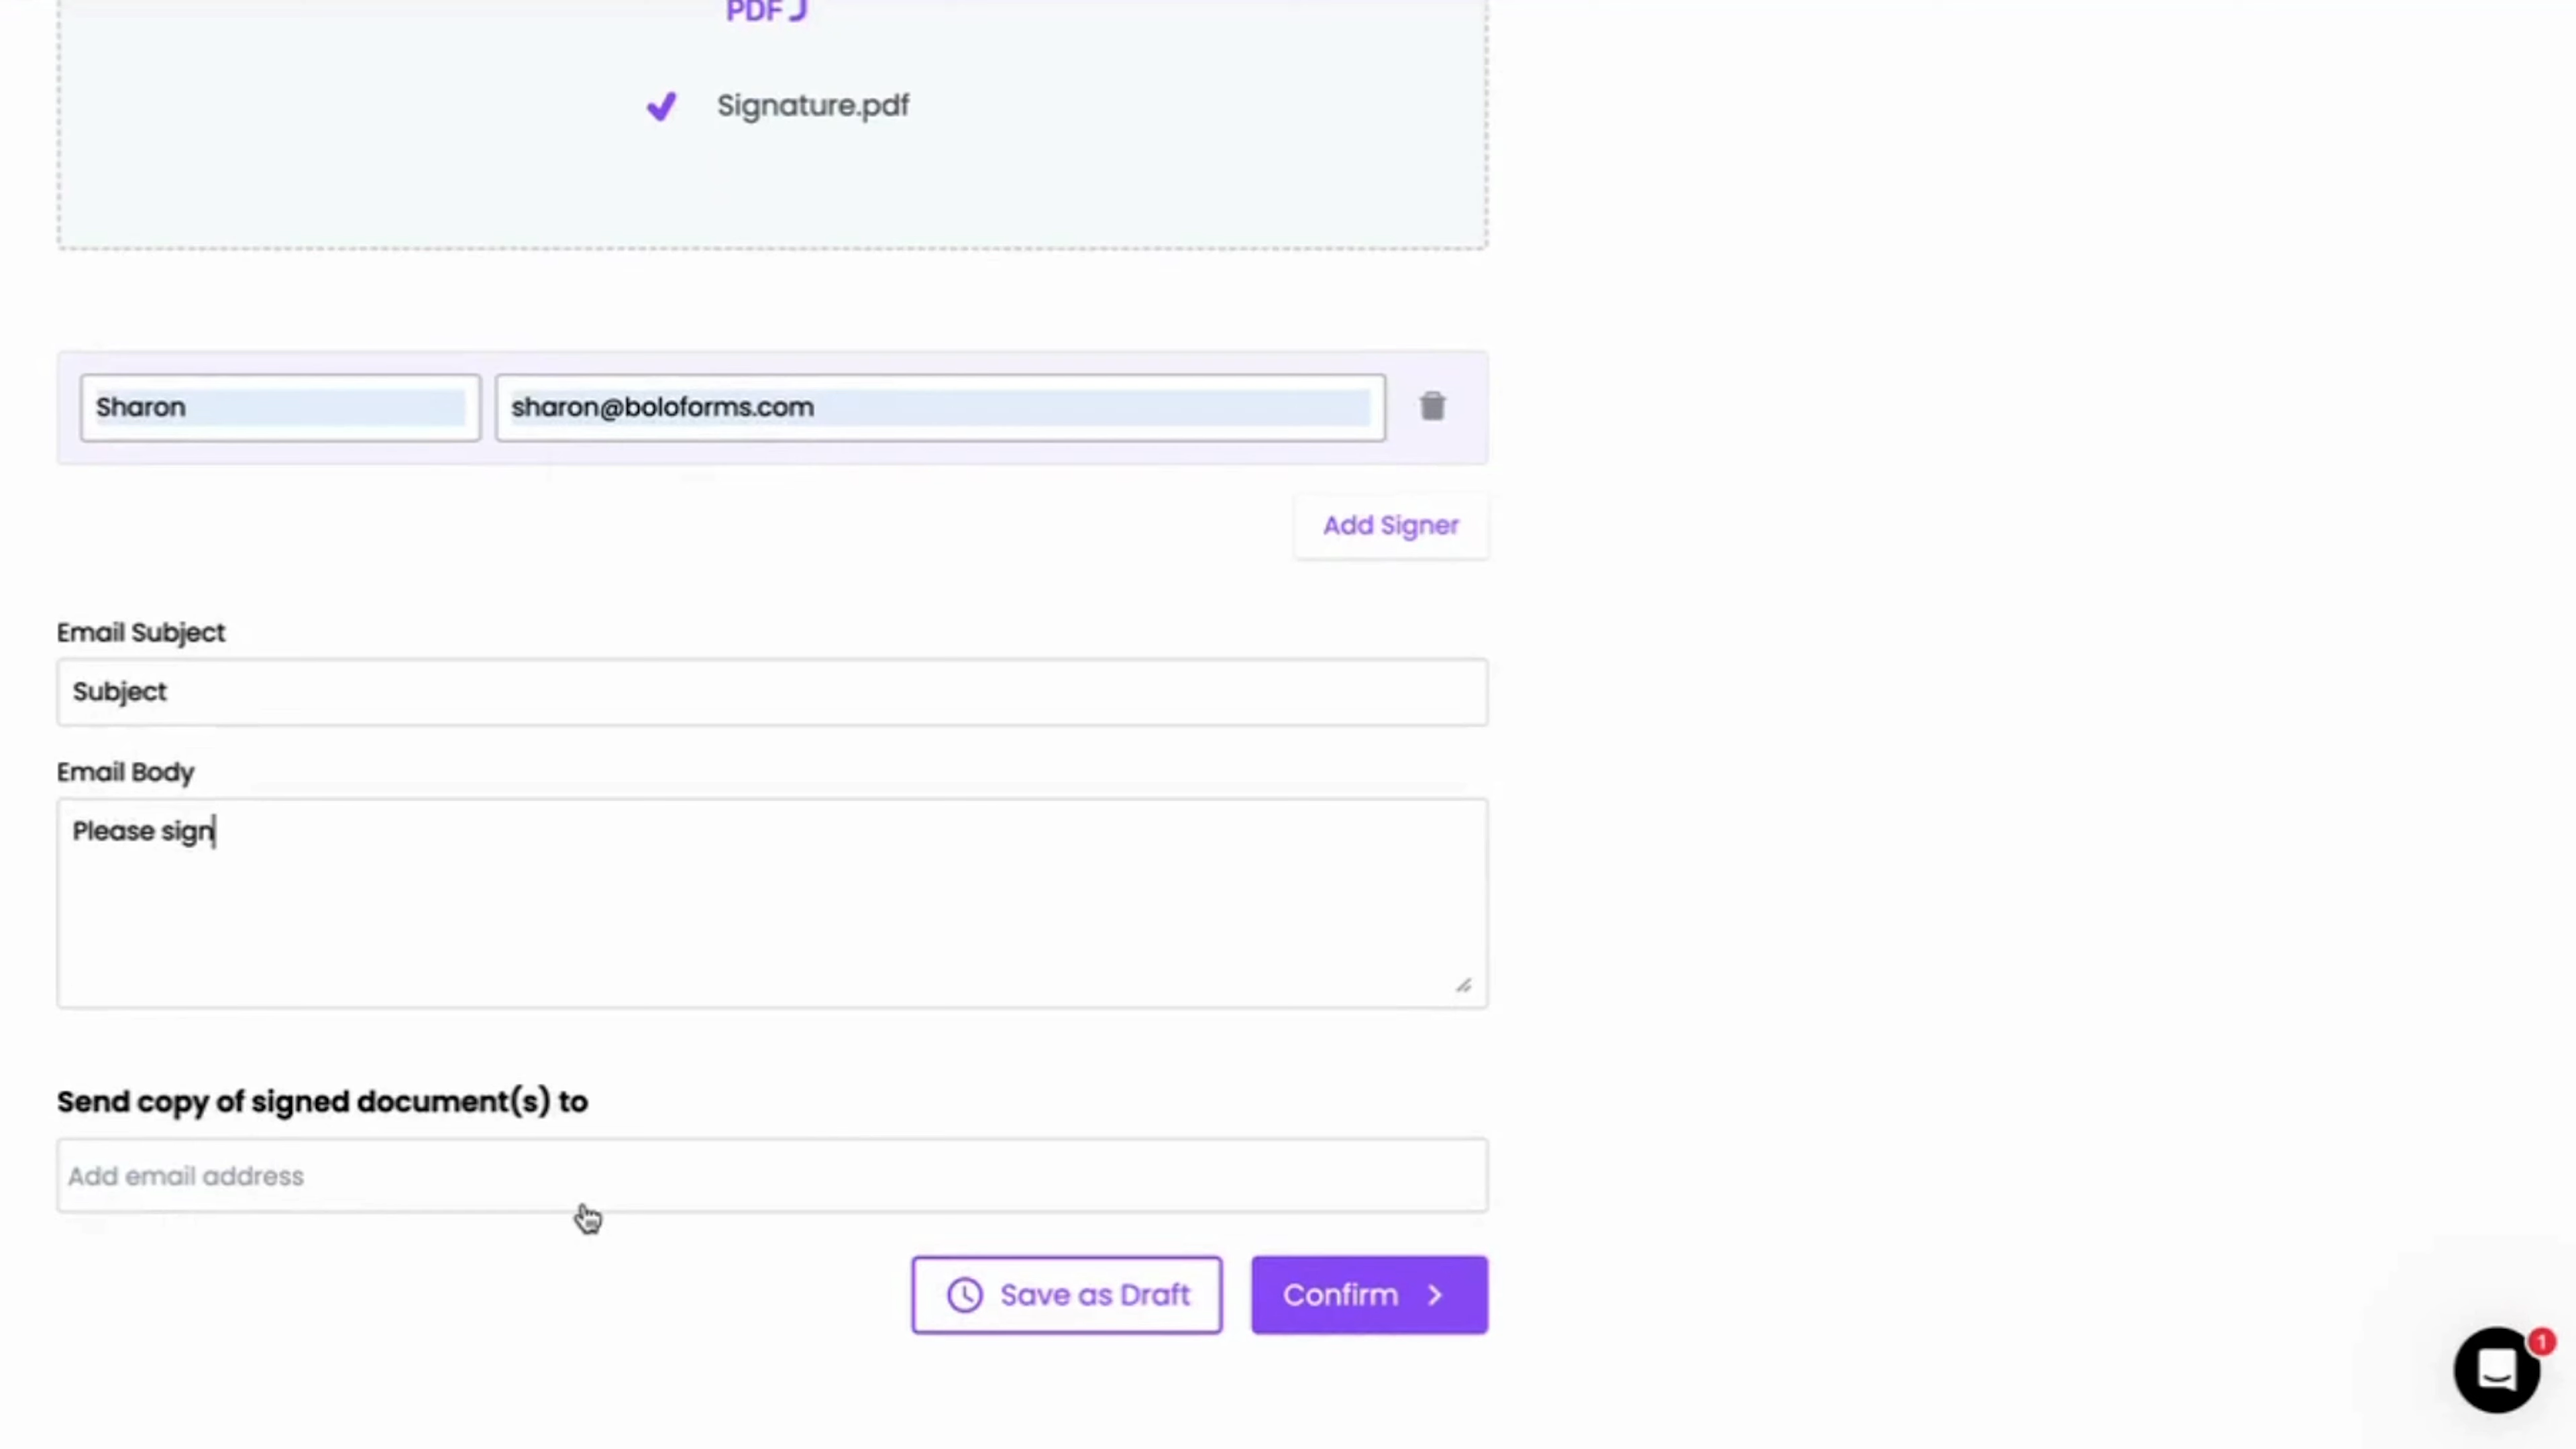 PDF
Signature.pdf
Sharon
sharon@boloforms.com
Add Signer
Email Subject
Subject
Email Body
Please sign
Send copy of signed document(s) to
Add email address
Save as Draft
Confirm
1